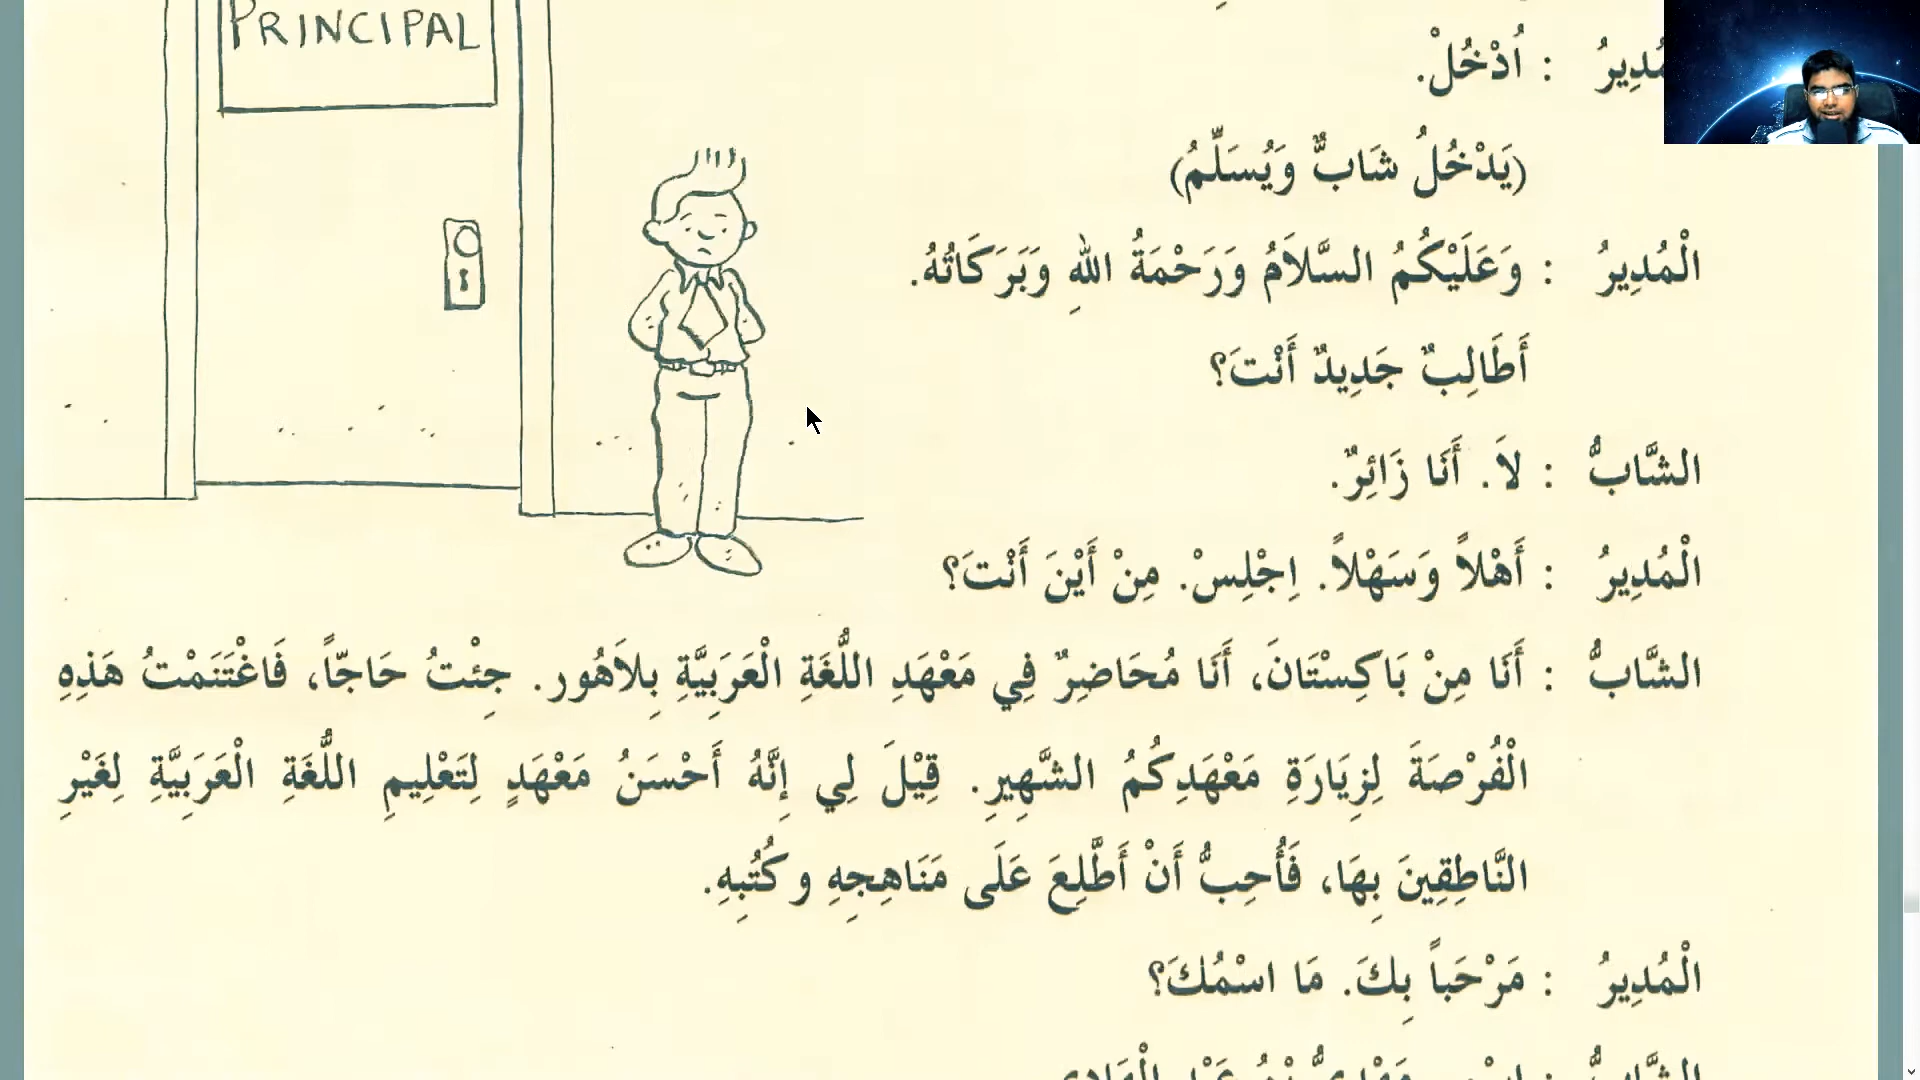 PRINCIPAL
الْمُدِيرُ : اُدْخُلْ.
(يَدْخُلُ شَابٌّ وَيُسَلِّمُ)
الْمُدِيرُ : وَعَلَيْكُمُ السَّلاَمُ وَرَحْمَةُ اللهِ وَبَرَكَاتُهُ.
أَطَالِبٌ جَدِيدٌ أَنْتَ؟
الشَّابُّ : لاَ. أَنَا زَائِرٌ.
الْمُدِيرُ : أَهْلاً وَسَهْلاً. اِجْلِسْ. مِنْ أَيْنَ أَنْتَ؟
الشَّابُّ : أَنَا مِنْ بَاكِسْتَانَ، أَنَا مُحَاضِرٌ فِي مَعْهَدِ اللُّغَةِ الْعَرَبِيَّةِ بِلاَهُور. جِئْتُ حَاجّاً، فَاغْتَنَمْتُ هَذِهِ
الْفُرْصَةَ لِزِيَارَةِ مَعْهَدِكُمُ الشَّهِيرِ. قِيْلَ لِي إِنَّهُ أَحْسَنُ مَعْهَدٍ لِتَعْلِيمِ اللُّغَةِ الْعَرَبِيَّةِ لِغَيْرِ
النَّاطِقِينَ بِهَا، فَأُحِبُّ أَنْ أَطَّلِعَ عَلَى مَنَاهِجِهِ وكُتُبِهِ.
الْمُدِيرُ : مَرْحَباً بِكَ. مَا اسْمُكَ؟